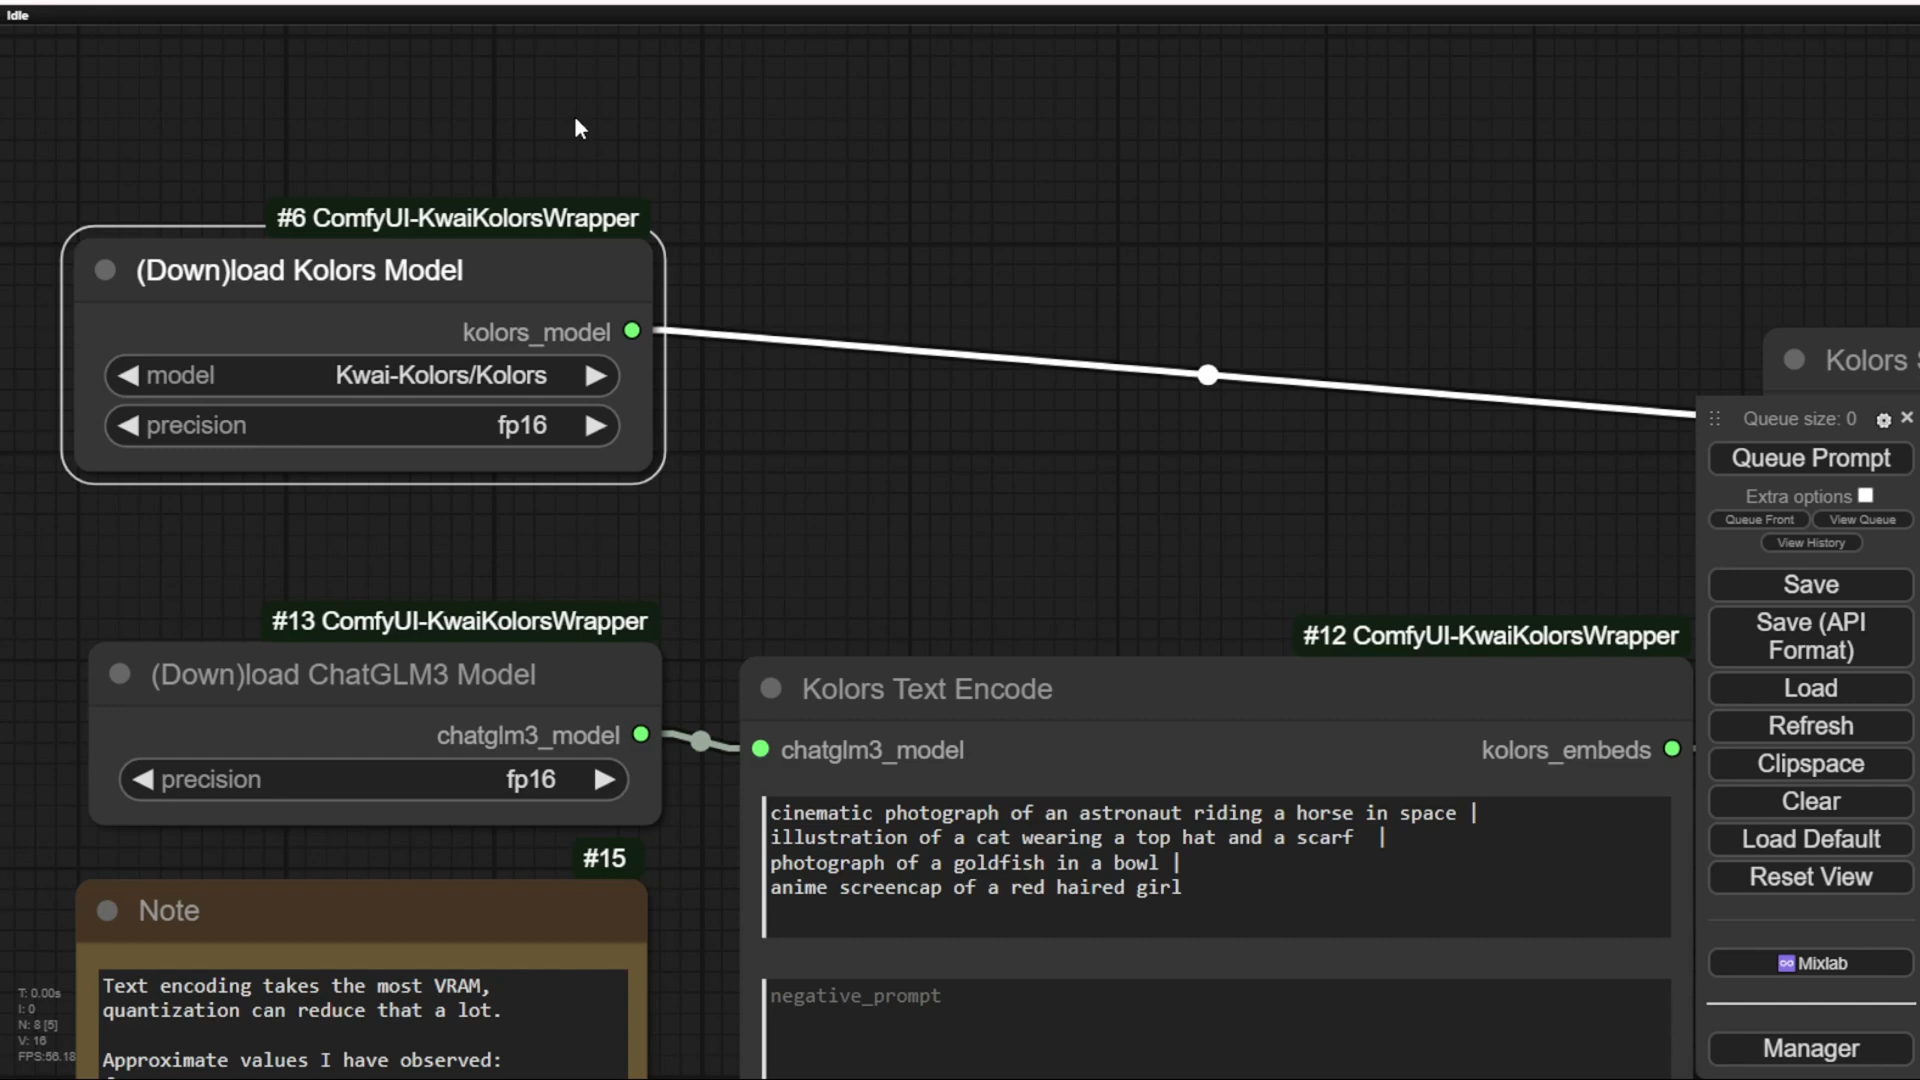 Idle
#6 ComfyUI-KwaiKolorsWrapper
(Down)load Kolors Model
kolors_model
model Kwai-Kolors/Kolors
precision fp16
Kolors
Queue size: 0
Queue Prompt
Extra options
Queue Front View Queue
View History
Save
Save (API
Format)
Load
Refresh
Clipspace
Clear
Load Default
Reset View
Mixlab
Manager
#13 ComfyUI-KwaiKolorsWrapper
(Down)load ChatGLM3 Model
chatglm3_model
precision fp16
#12 ComfyUI-KwaiKolorsWrapper
Kolors Text Encode
chatglm3_model kolors_embeds
cinematic photograph of an astronaut riding a horse in space |
illustration of a cat wearing a top hat and a scarf |
photograph of a goldfish in a bowl |
anime screencap of a red haired girl
negative_prompt
#15
Note
Text encoding takes the most VRAM,
quantization can reduce that a lot.
Approximate values I have observed:
T: 0.00s
I: 0
N: 8 [5]
V: 16
FPS:56.18